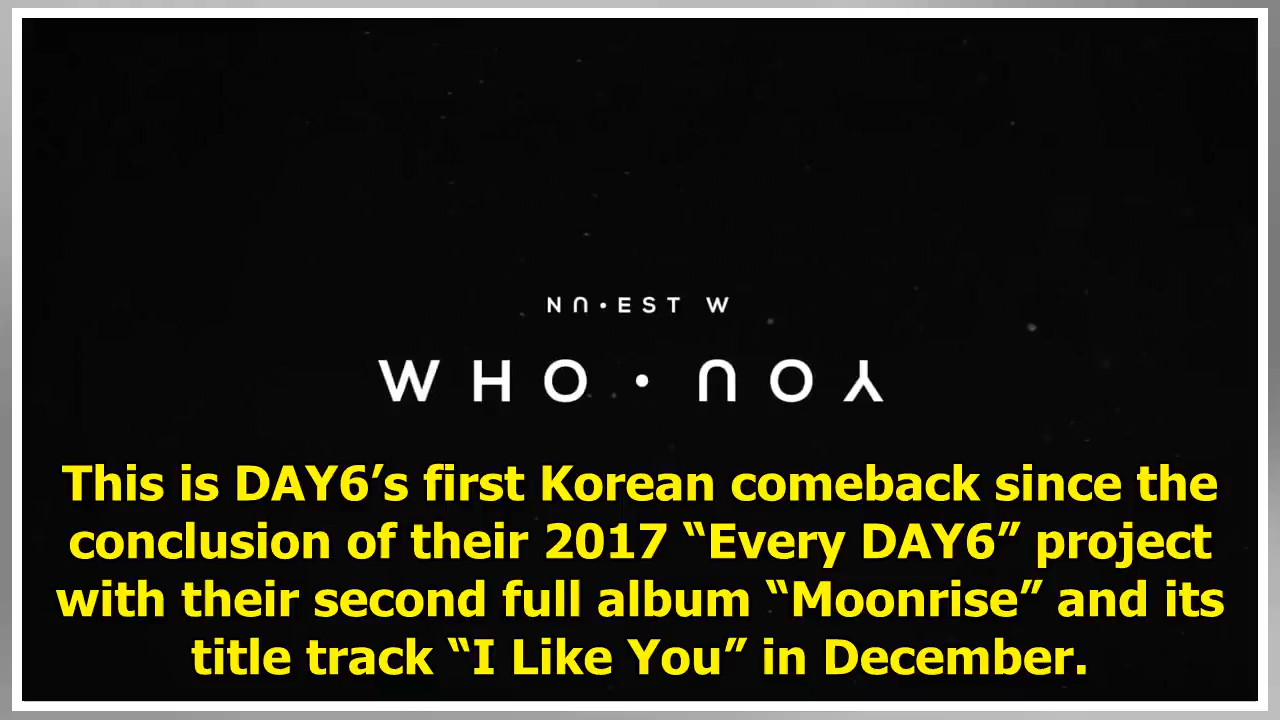 NU•EST W
WHO•YOU
This is DAY6’s first Korean comeback since the
conclusion of their 2017 “Every DAY6” project
with their second full album “Moonrise” and its
title track “I Like You” in December.